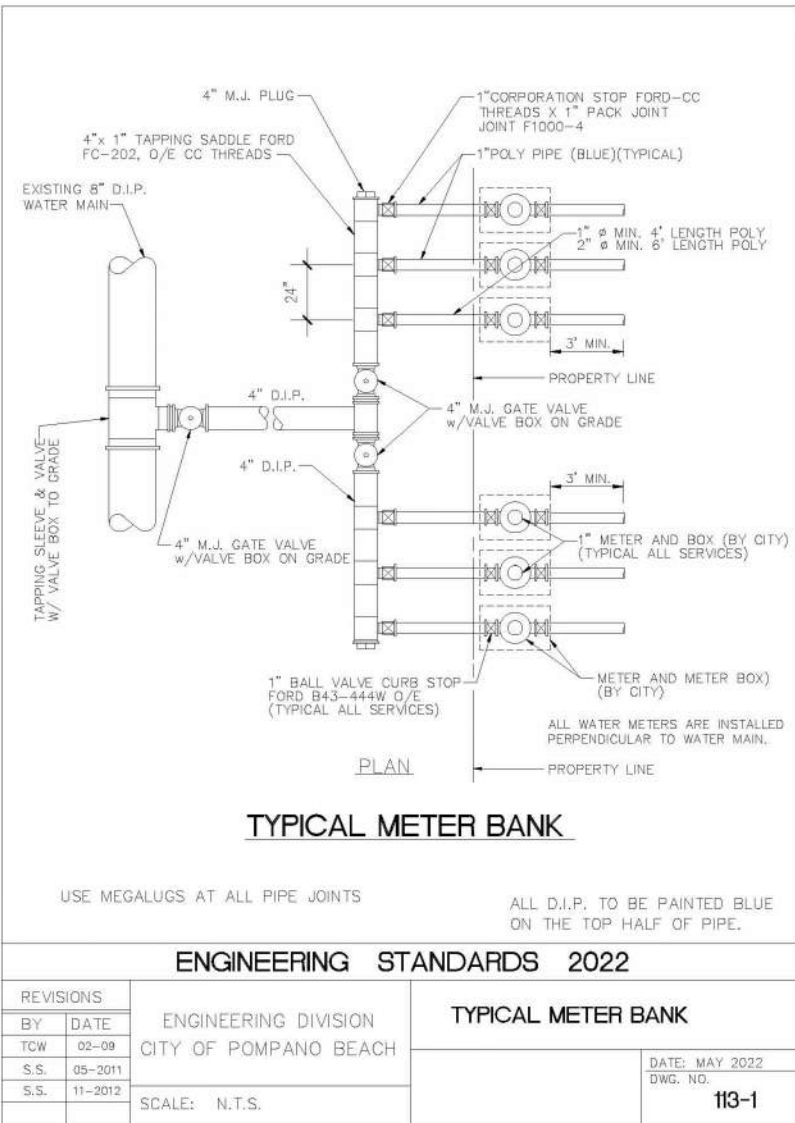 4" M.J. PLUG
1"CORPORATION STOP FORD-CC
THREADS X 1" PACK JOINT
JOINT F1000-4
4"x 1" TAPPING SADDLE FORD
FC-202, O/E CC THREADS
1"POLY PIPE (BLUE)(TYPICAL)
EXISTING 8" D.I.P.
WATER MAIN
1" ø MIN. 4' LENGTH POLY
2" ø MIN. 6' LENGTH POLY
24"
3' MIN.
PROPERTY LINE
4" D.I.P.
4" M.J. GATE VALVE
w/VALVE BOX ON GRADE
4" D.I.P.
TAPPING SLEEVE & VALVE
W/ VALVE BOX TO GRADE
3' MIN.
4" M.J. GATE VALVE
w/VALVE BOX ON GRADE
1" METER AND BOX (BY CITY)
(TYPICAL ALL SERVICES)
1" BALL VALVE CURB STOP
FORD B43-444W O/E
(TYPICAL ALL SERVICES)
METER AND METER BOX)
(BY CITY)
ALL WATER METERS ARE INSTALLED
PERPENDICULAR TO WATER MAIN.
PLAN
PROPERTY LINE
TYPICAL METER BANK
USE MEGALUGS AT ALL PIPE JOINTS
ALL D.I.P. TO BE PAINTED BLUE
ON THE TOP HALF OF PIPE.
ENGINEERING STANDARDS 2022
REVISIONS
BY DATE
TCW 02-09
S.S. 05-2011
S.S. 11-2012
ENGINEERING DIVISION
CITY OF POMPANO BEACH
SCALE: N.T.S.
TYPICAL METER BANK
DATE: MAY 2022
DWG. NO.
113-1